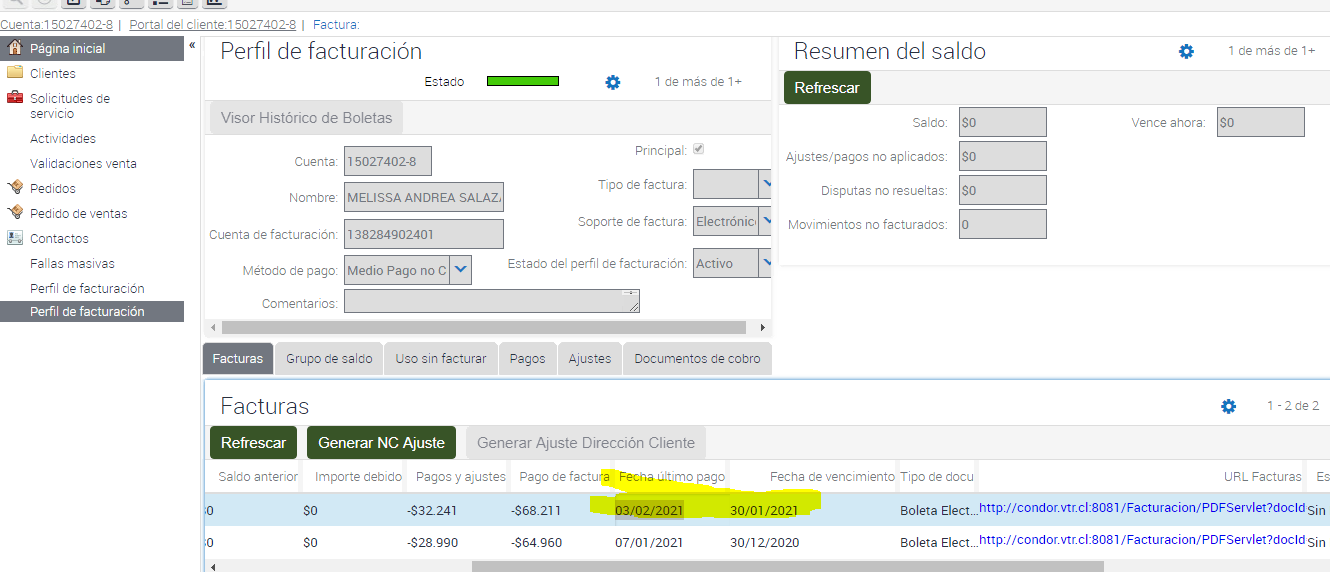 Cuenta:15027402-8 | Portal del cliente:15027402-8 | Factura:
Página inicial
Clientes
Solicitudes de
servicio
Actividades
Validaciones venta
Pedidos
Pedido de ventas
Contactos
Fallas masivas
Perfil de facturación
Perfil de facturación
«
Perfil de facturación
Estado
1 de más de 1+
Visor Histórico de Boletas
Cuenta: 15027402-8
Nombre: MELISSA ANDREA SALAZ
Cuenta de facturación: 138284902401
Método de pago: Medio Pago no C
Comentarios:
Principal:
Tipo de factura:
Soporte de factura: Electrónic
Estado del perfil de facturación: Activo
Resumen del saldo
1 de más de 1+
Refrescar
Saldo: $0
Vence ahora: $0
Ajustes/pagos no aplicados: $0
Disputas no resueltas: $0
Movimientos no facturados: 0
Facturas Grupo de saldo Uso sin facturar Pagos Ajustes Documentos de cobro
Facturas
1 - 2 de 2
Refrescar Generar NC Ajuste Generar Ajuste Dirección Cliente
Saldo anterior Importe debido Pagos y ajustes Pago de factura Fecha último pago Fecha de vencimiento Tipo de docu URL Facturas Es
$0 $0 -$32.241 -$68.211 03/02/2021 30/01/2021 Boleta Elect... http://condor.vtr.cl:8081/Facturacion/PDFServlet?docId Sin
$0 $0 -$28.990 -$64.960 07/01/2021 30/12/2020 Boleta Elect... http://condor.vtr.cl:8081/Facturacion/PDFServlet?docId Sin